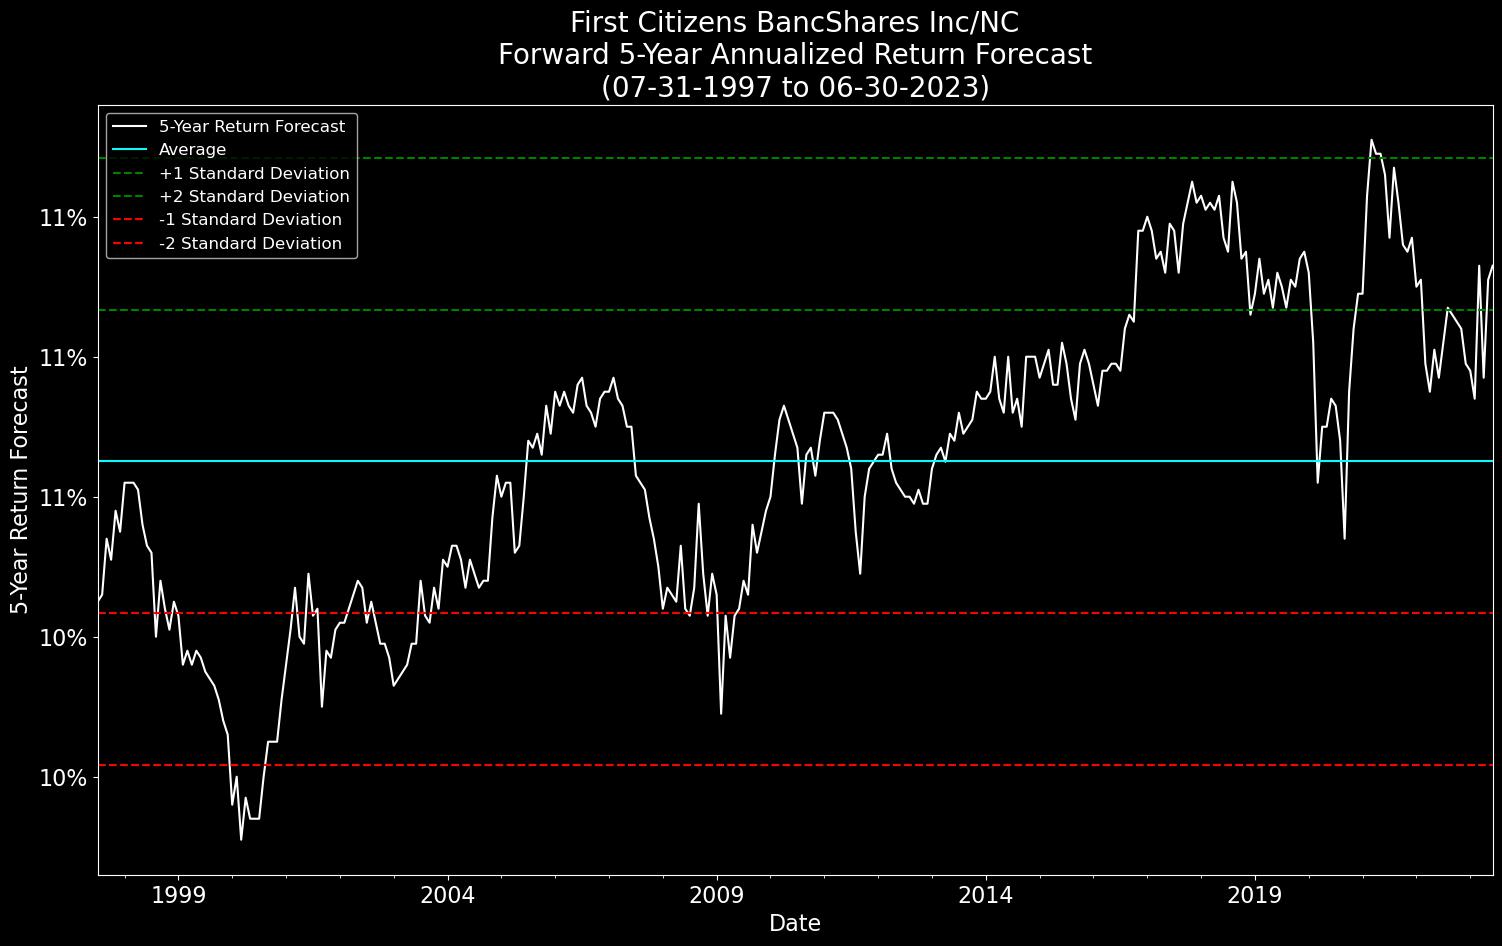 First Citizens BancShares Inc/NC
Forward 5-Year Annualized Return Forecast
(07-31-1997 to 06-30-2023)
5-Year Return Forecast
Average
+1 Standard Deviation
+2 Standard Deviation
-1 Standard Deviation
-2 Standard Deviation
11%
11%
11%
10%
10%
5-Year Return Forecast
1999
2004
2009
2014
2019
Date